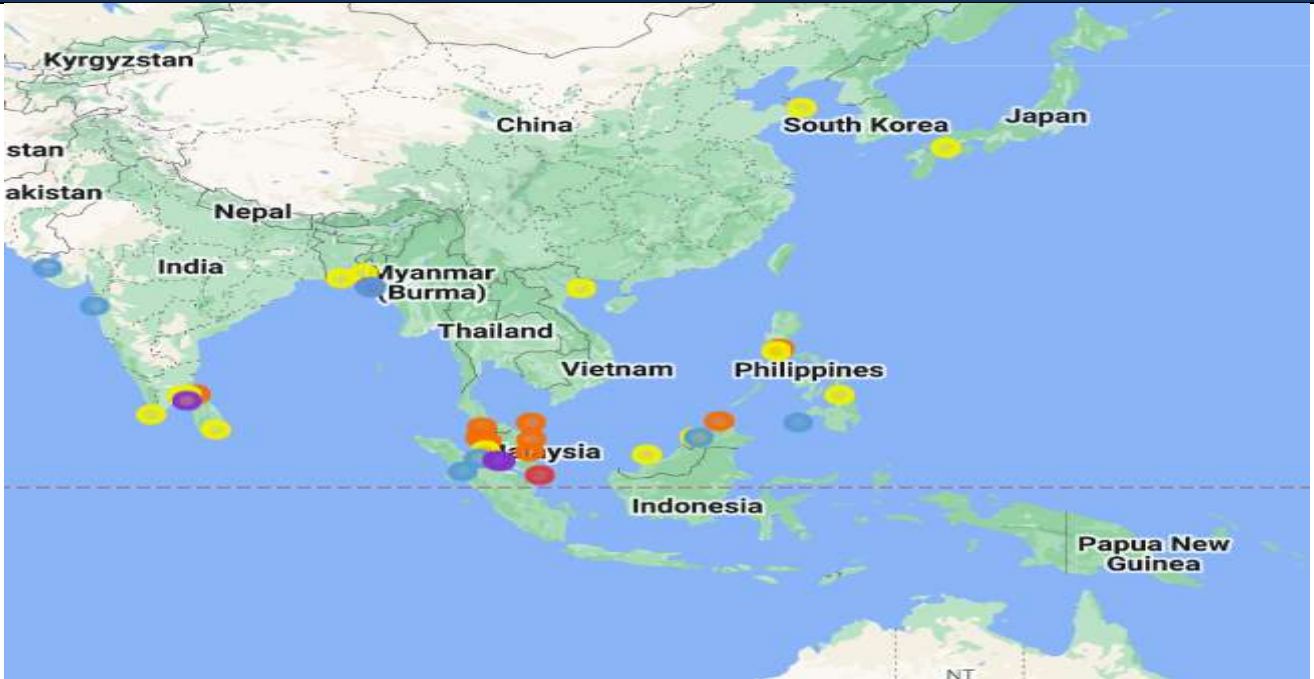 Kyrgyzstan
China
South Korea
Japan
stan
akistan
Nepal
India
Myanmar
(Burma)
Thailand
Vietnam
Philippines
alaysia
Indonesia
Papua New
Guinea
NT